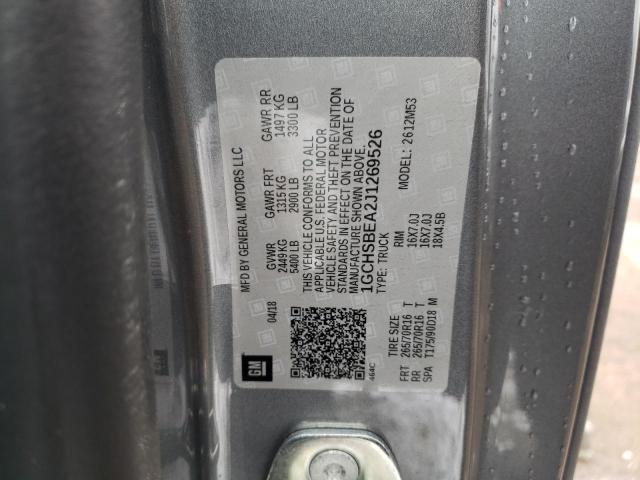 MFD BY GENERAL MOTORS LLC
04/18
GVWR GAWR FRT GAWR RR
2449 KG 1315 KG 1497 KG
5400 LB 2900 LB 3300 LB
THIS VEHICLE CONFORMS TO ALL
APPLICABLE U.S. FEDERAL MOTOR
VEHICLE SAFETY AND THEFT PREVENTION
STANDARDS IN EFFECT ON THE DATE OF
MANUFACTURE SHOWN ABOVE.
1GCHSBEA2J1269526
TYPE: TRUCK MODEL: 2612M53
TIRE SIZE RIM
FRT 265/70R16 T 16X7.0J
RR 265/70R16 T 16X7.0J
SPA T175/90D18 M 18X4.5B
GM
464C